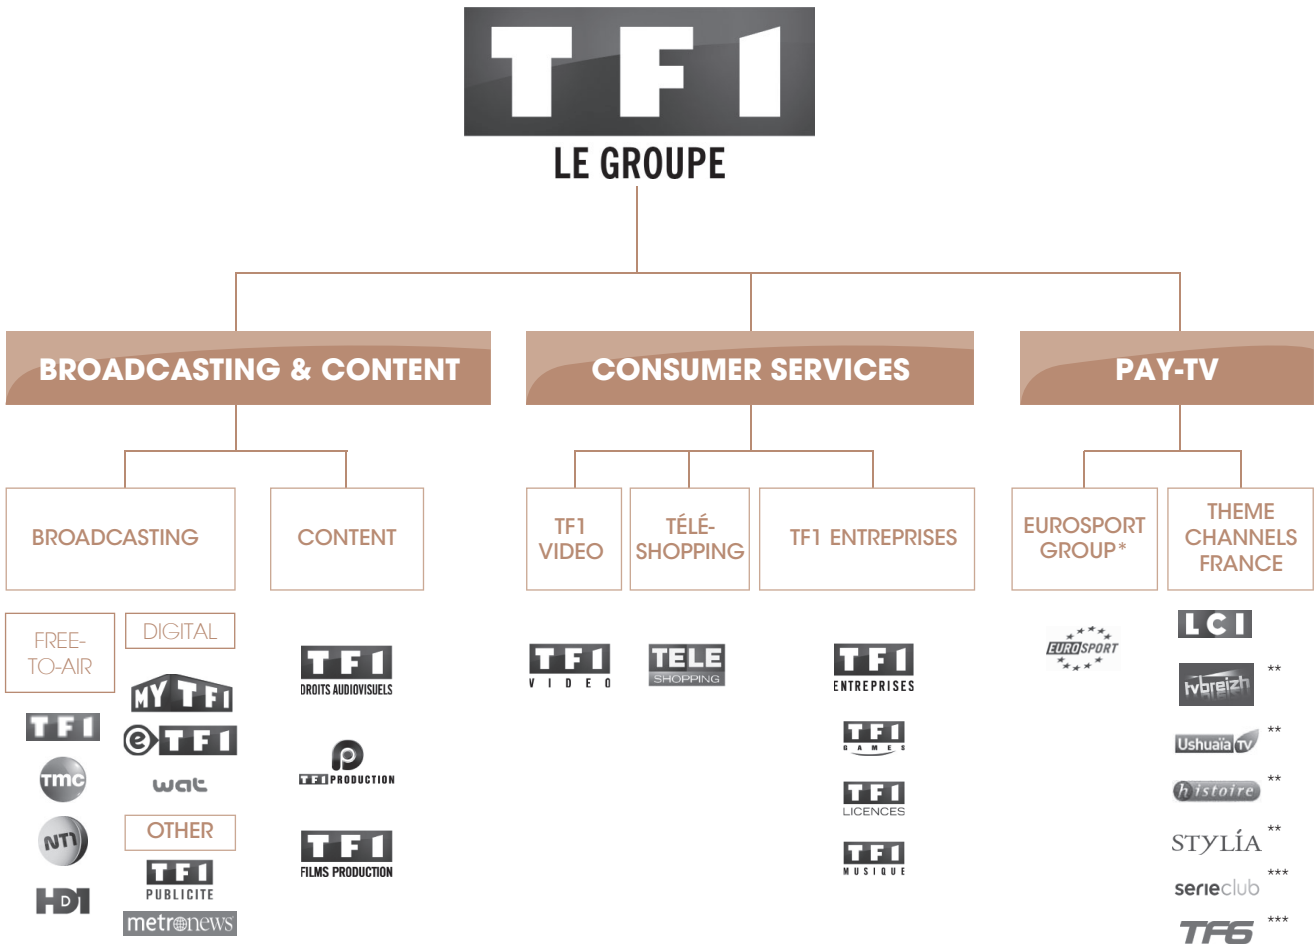 TF1
LE GROUPE
BROADCASTING & CONTENT
BROADCASTING
CONTENT
FREE-
TO-AIR
TF1
TMC
NT1
HD1
DIGITAL
MYTF1
eTF1
wat
OTHER
TF1
PUBLICITE
metronews
TF1
DROITS AUDIOVISUELS
p
TF1 PRODUCTION
TF1
FILMS PRODUCTION
CONSUMER SERVICES
TF1
VIDEO
TÉLÉ-
SHOPPING
TF1 ENTREPRISES
TF1
VIDEO
TELE
SHOPPING
TF1
ENTREPRISES
TF1
GAMES
TF1
LICENCES
TF1
MUSIQUE
PAY-TV
EUROSPORT
GROUP*
THEME
CHANNELS
FRANCE
EUROSPORT
LCI
tvbreizh **
Ushuaïa TV **
histoire **
STYLÍA **
serieclub ***
TF6 ***